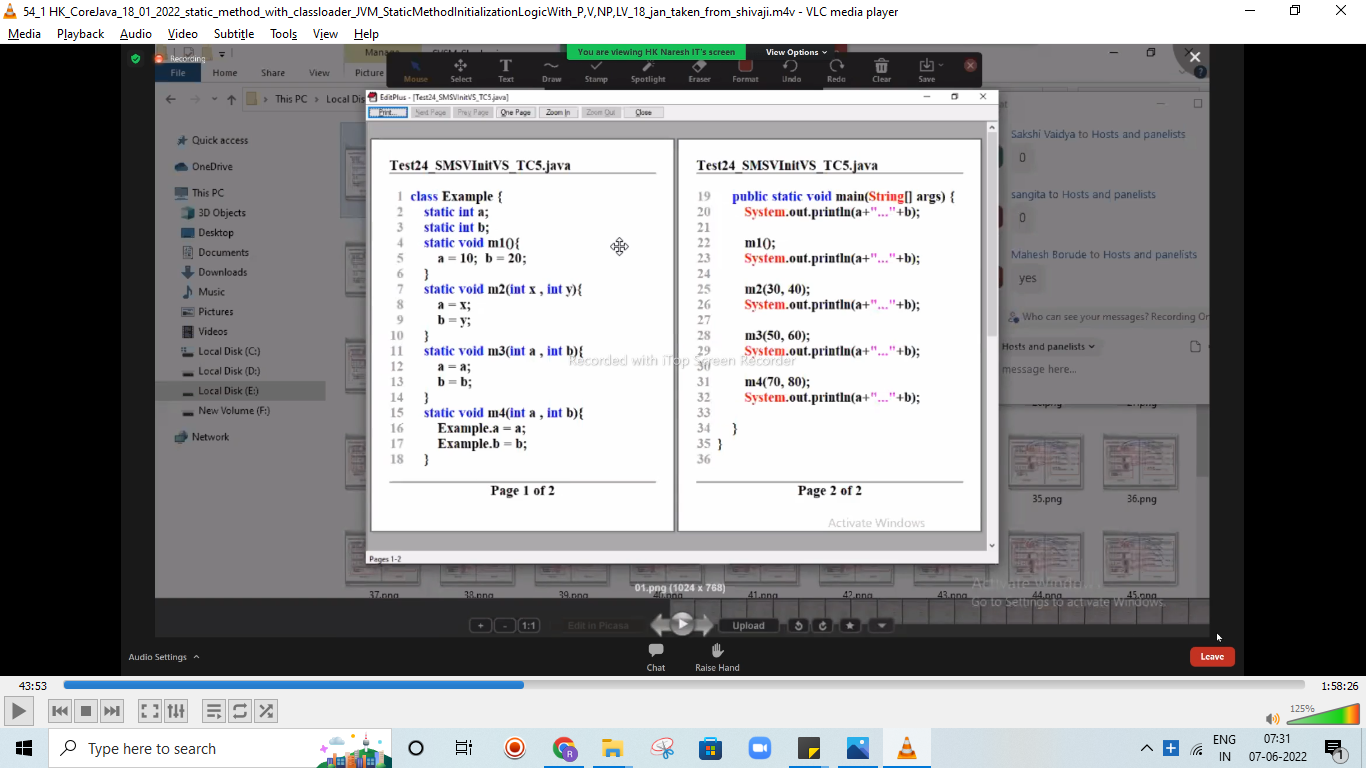 54_1 HK_CoreJava_18_01_2022_static_method_with_classloader_JVM_StaticMethodInitializationLogicWith_P,V,NP,LV_18_jan_taken_from_shivaji.m4v - VLC media player
Media Playback Audio Video Subtitle Tools View Help
You are viewing HK Naresh IT's screen View Options
Recording
File Home Share View Picture
Mouse Select Text Draw Stamp Spotlight Eraser Format Undo Redo Clear Save
This PC Local Dis
Quick access
OneDrive
This PC
3D Objects
Desktop
Documents
Downloads
Music
Pictures
Videos
Local Disk (C:)
Local Disk (D:)
Local Disk (E:)
New Volume (F:)
Network
EditPlus - [Test24_SMSVInitVS_TC5.java]
Print... Next Page Prev Page One Page Zoom In Zoom Out Close
Test24_SMSVInitVS_TC5.java
1 class Example {
2 static int a;
3 static int b;
4 static void m1(){
5 a = 10; b = 20;
6 }
7 static void m2(int x , int y){
8 a = x;
9 b = y;
10 }
11 static void m3(int a , int b){
12 a = a;
13 b = b;
14 }
15 static void m4(int a , int b){
16 Example.a = a;
17 Example.b = b;
18 }
Page 1 of 2
Test24_SMSVInitVS_TC5.java
19 public static void main(String[] args) {
20 System.out.println(a+"..."+b);
21
22 m1();
23 System.out.println(a+"..."+b);
24
25 m2(30, 40);
26 System.out.println(a+"..."+b);
27
28 m3(50, 60);
29 System.out.println(a+"..."+b);
30
31 m4(70, 80);
32 System.out.println(a+"..."+b);
33
34 }
35 }
36
Page 2 of 2
Recorded with iTop Screen Recorder
Activate Windows
Pages 1-2
Sakshi Vaidya to Hosts and panelists
0
sangita to Hosts and panelists
0
Mahesh Borude to Hosts and panelists
yes
Who can see your messages? Recording On
Hosts and panelists
message here...
35.png 36.png
37.png 38.png 39.png 40.png 41.png 42.png 43.png 44.png 45.png
01.png (1024 x 768)
Activate Windows
Go to Settings to activate Windows.
+ - 1:1 Edit in Picasa Upload
Audio Settings Chat Raise Hand Leave
43:53 1:58:26
125%
Type here to search
ENG
IN
07:31
07-06-2022
1